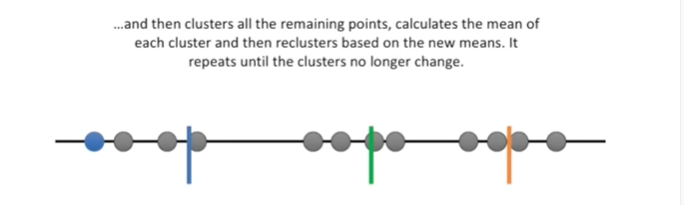 ...and then clusters all the remaining points, calculates the mean of
each cluster and then reclusters based on the new means. It
repeats until the clusters no longer change.